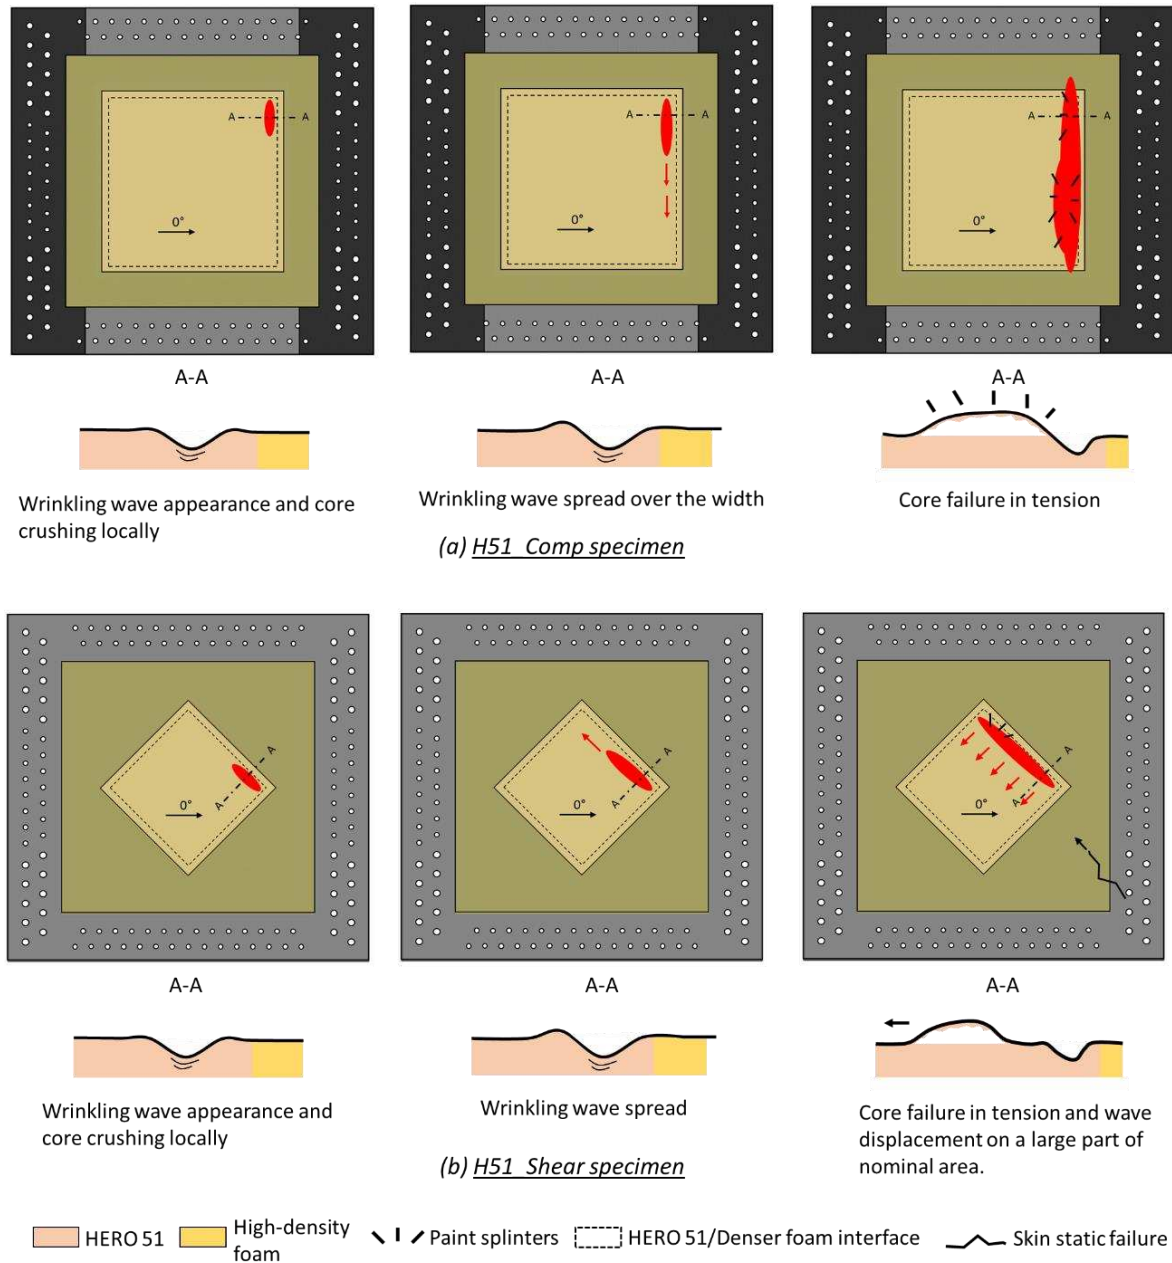 A A
0°
A A
0°
A A
0°
A-A
A-A
A-A
Wrinkling wave appearance and core
crushing locally
Wrinkling wave spread over the width
Core failure in tension
(a) H51_Comp specimen
A
A
0°
A
A
0°
A
A
0°
A-A
A-A
A-A
Wrinkling wave appearance and
core crushing locally
Wrinkling wave spread
Core failure in tension and wave
displacement on a large part of
nominal area.
(b) H51_Shear specimen
HERO 51
High-density
foam
Paint splinters
HERO 51/Denser foam interface
Skin static failure